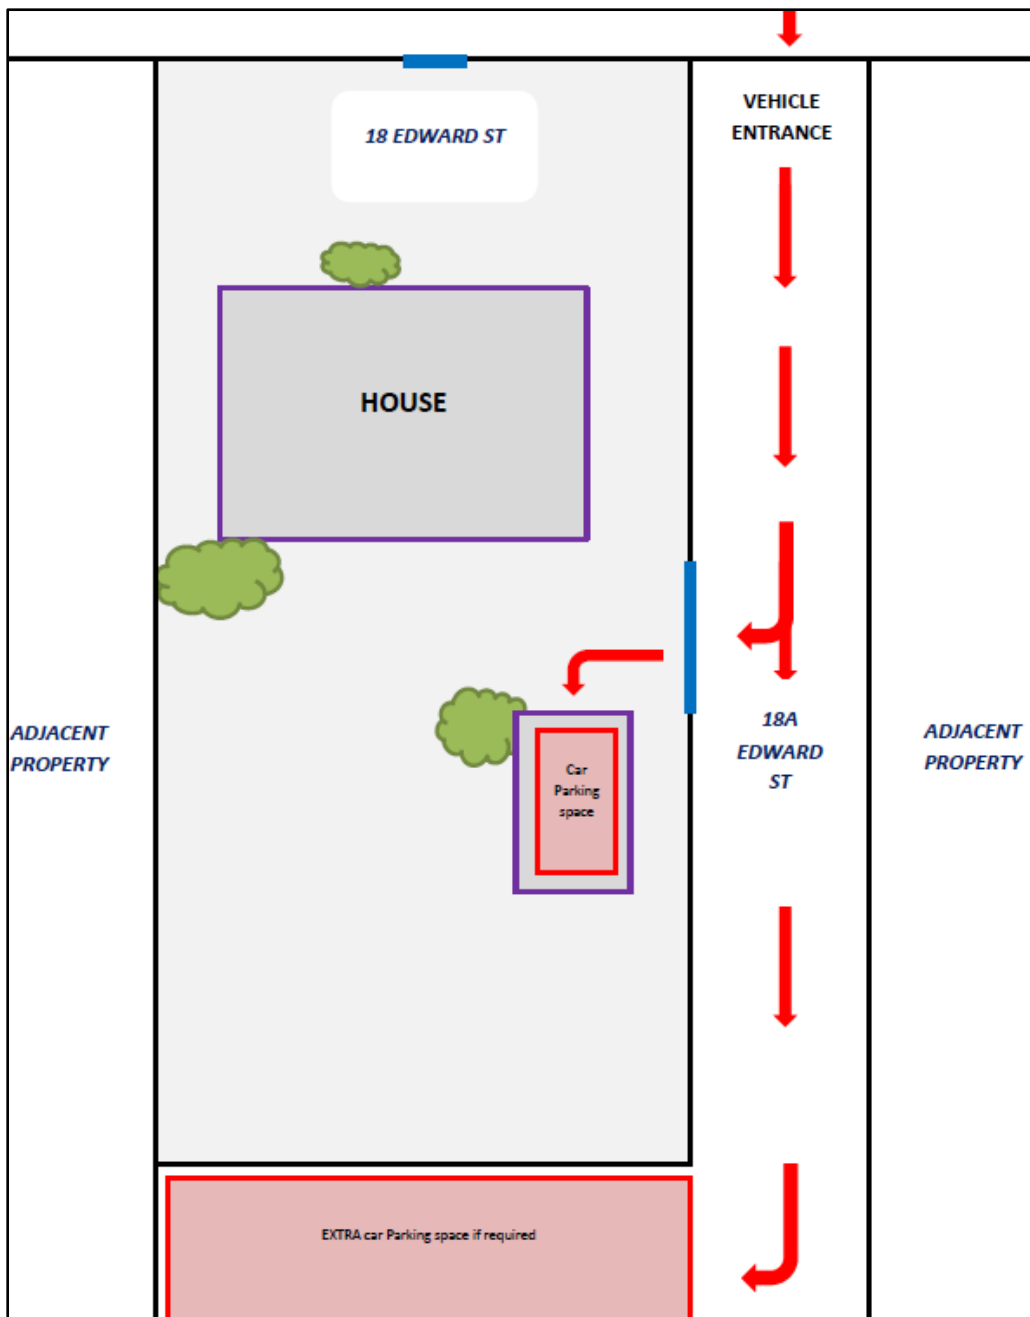 VEHICLE
ENTRANCE
18 EDWARD ST
HOUSE
ADJACENT
PROPERTY
Car
Parking
space
18A
EDWARD
ST
ADJACENT
PROPERTY
EXTRA car Parking space if required